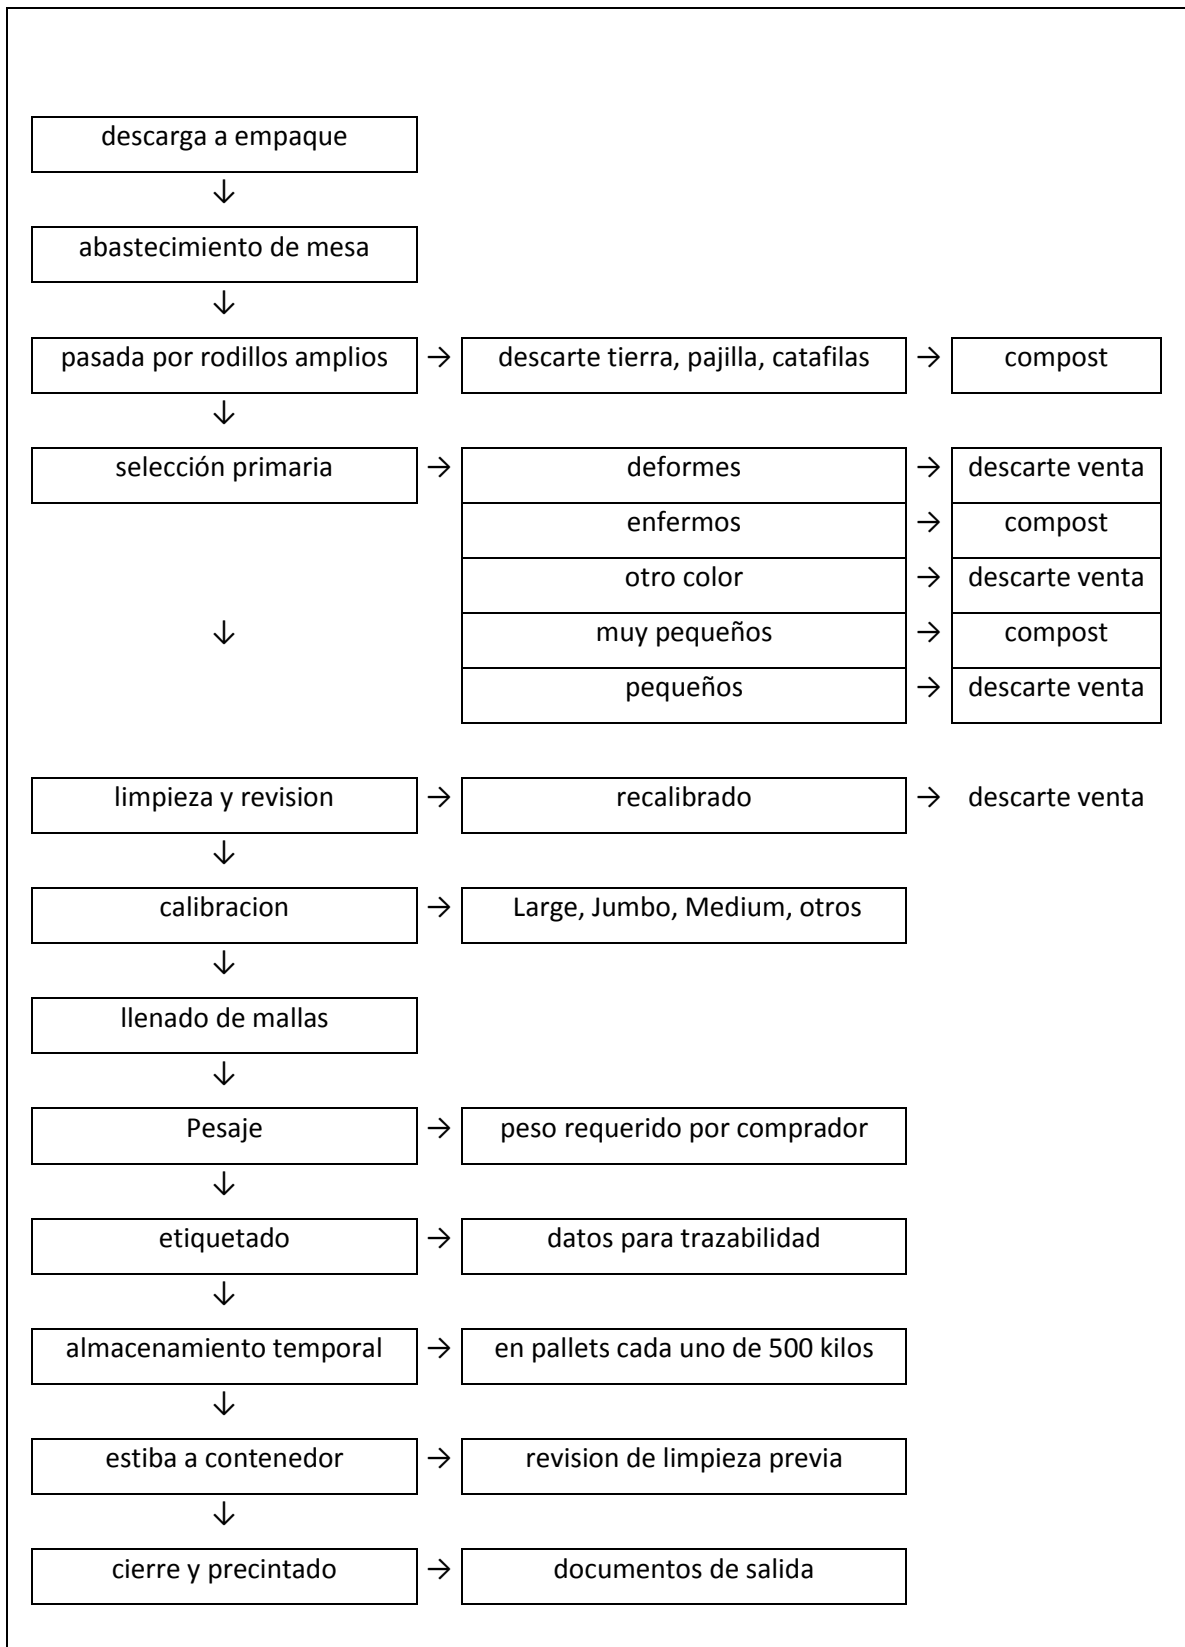 descarga a empaque
↓
abastecimiento de mesa
↓
pasada por rodillos amplios → descarte tierra, pajilla, catafilas → compost
↓
selección primaria → deformes → descarte venta
enfermos → compost
otro color → descarte venta
↓ muy pequeños → compost
pequeños → descarte venta
limpieza y revision → recalibrado → descarte venta
↓
calibracion → Large, Jumbo, Medium, otros
↓
llenado de mallas
↓
Pesaje → peso requerido por comprador
↓
etiquetado → datos para trazabilidad
↓
almacenamiento temporal → en pallets cada uno de 500 kilos
↓
estiba a contenedor → revision de limpieza previa
↓
cierre y precintado → documentos de salida